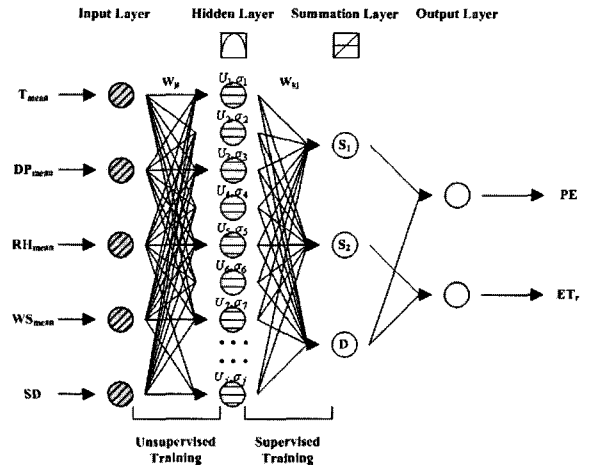 Input Layer Hidden Layer Summation Layer Output Layer
W_ji W_kj
T_mean U_1,σ_1
U_2,σ_2
S_1
DP_mean U_3,σ_3
U_4,σ_4
PE
RH_mean U_5,σ_5 S_2
U_6,σ_6
ET_r
WS_mean U_7,σ_7
D
SD U_j,σ_j
Unsupervised Supervised
Training Training